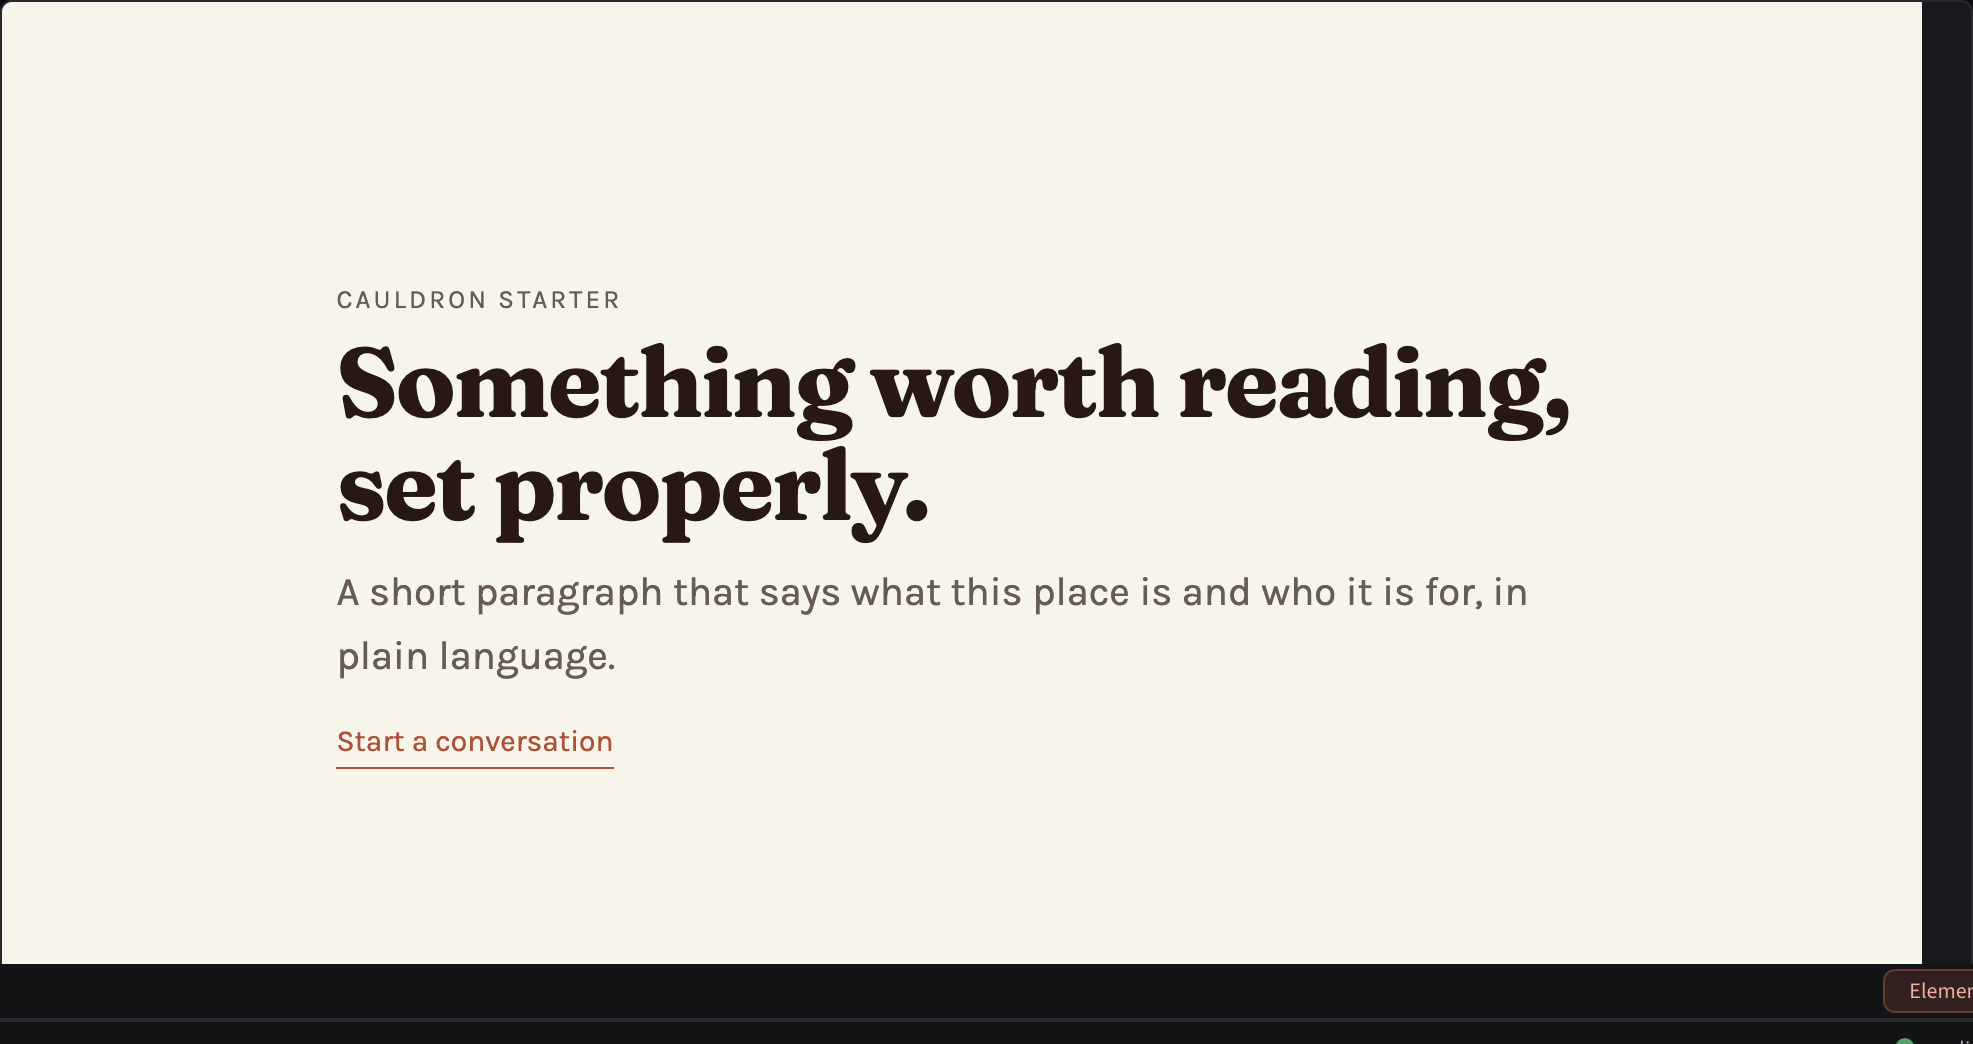 CAULDRON STARTER
Something worth reading,
set properly.
A short paragraph that says what this place is and who it is for, in
plain language.
Start a conversation